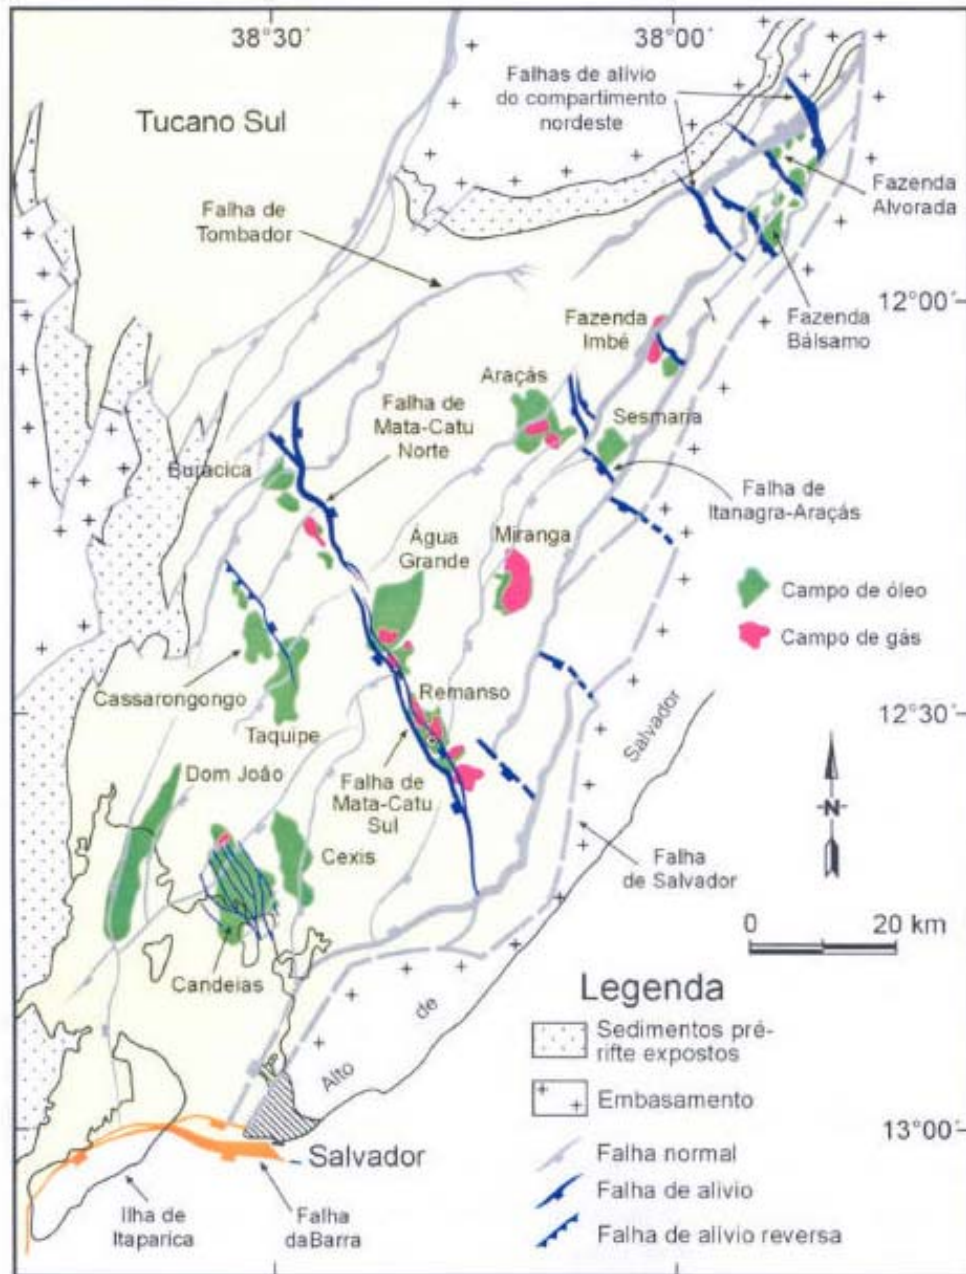 38°30'
38°00'
Falhas de alívio
do compartimento
nordeste
Tucano Sul
Falha de
Tombador
Fazenda
Alvorada
12°00'
Fazenda
Bálsamo
Fazenda
Imbé
Araçás
Falha de
Mata-Catu
Norte
Sesmaria
Buracica
Falha de
Itanagra-Araçás
Água
Grande
Miranga
Campo de óleo
Campo de gás
Cassarongongo
Remanso
Taquipe
12°30'
Salvador
Dom João
Falha de
Mata-Catu
Sul
N
Cexis
Falha
de Salvador
0 20 km
Candeias
de
Alto
Legenda
Sedimentos pré-
rifte expostos
Embasamento
13°00'
Salvador
Falha normal
Falha de alívio
Falha de alívio reversa
Ilha de
Itaparica
Falha
daBarra